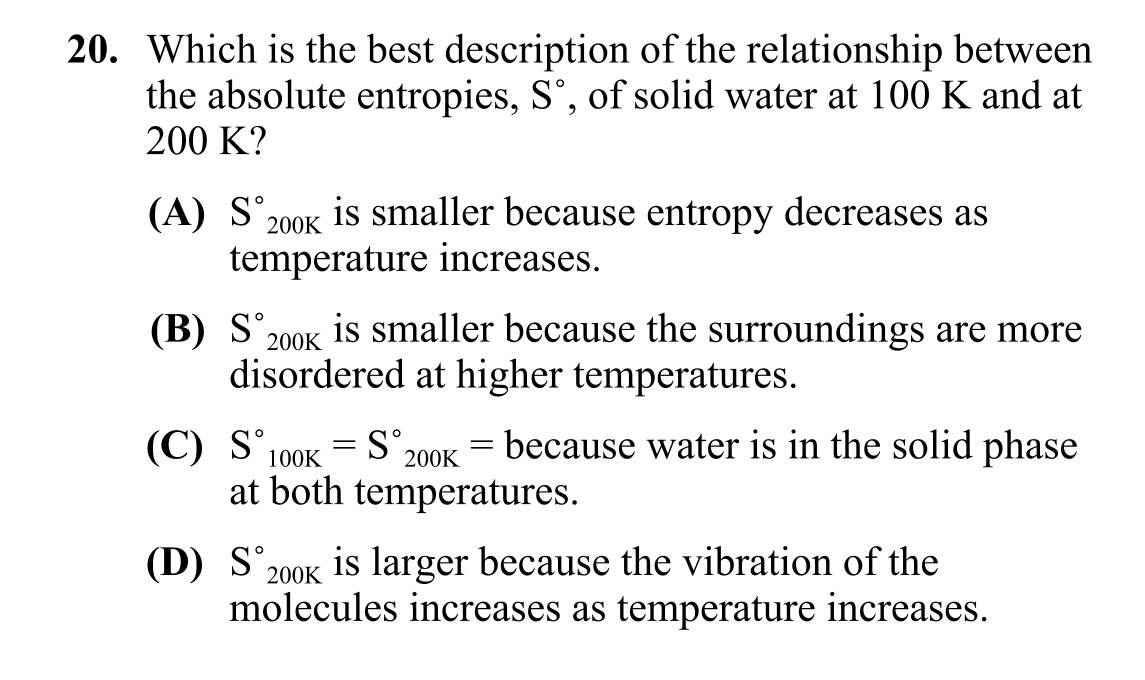 20. Which is the best description of the relationship between
the absolute entropies, S°, of solid water at 100 K and at
200 K?
(A) S°200K is smaller because entropy decreases as
temperature increases.
(B) S°200K is smaller because the surroundings are more
disordered at higher temperatures.
(C) S°100K = S°200K = because water is in the solid phase
at both temperatures.
(D) S°200K is larger because the vibration of the
molecules increases as temperature increases.